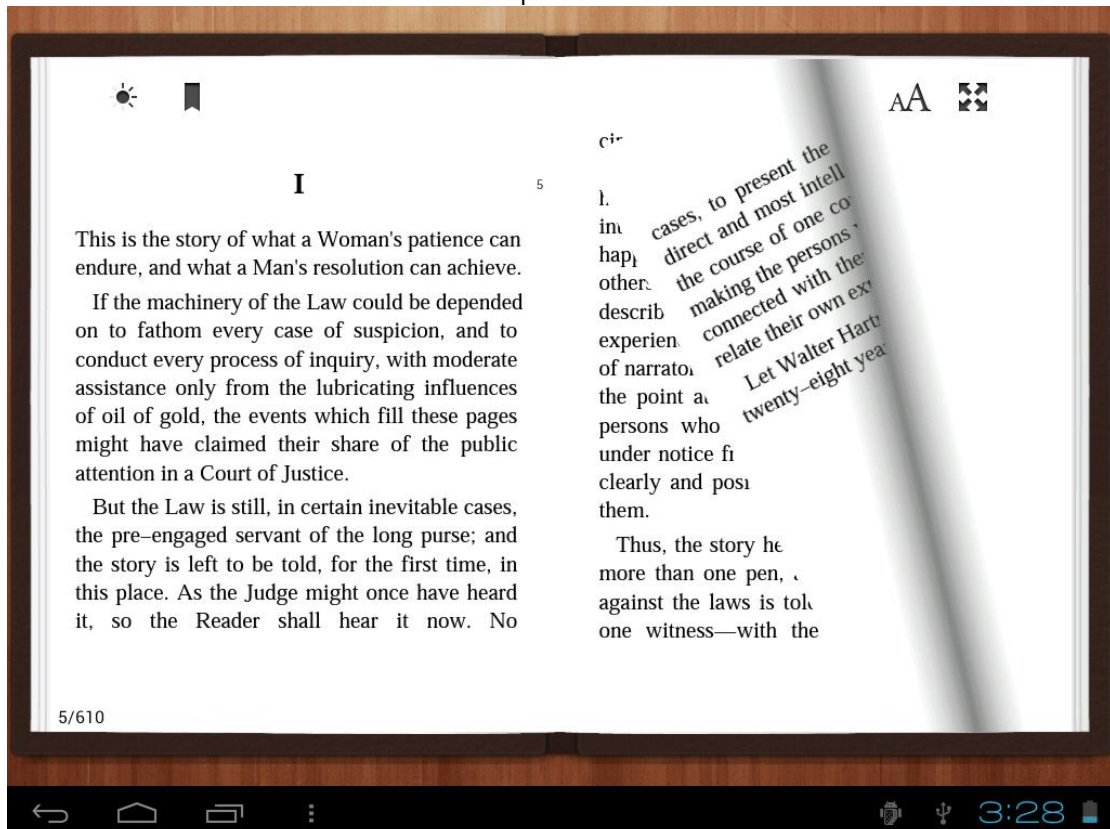 I
5
This is the story of what a Woman's patience can
endure, and what a Man's resolution can achieve.
If the machinery of the Law could be depended
on to fathom every case of suspicion, and to
conduct every process of inquiry, with moderate
assistance only from the lubricating influences
of oil of gold, the events which fill these pages
might have claimed their share of the public
attention in a Court of Justice.
But the Law is still, in certain inevitable cases,
the pre–engaged servant of the long purse; and
the story is left to be told, for the first time, in
this place. As the Judge might once have heard
it, so the Reader shall hear it now. No
5/610
AA
of
the point
persons who
under notice
clearly and
them.
Thus, the story
more than one pen,
against the laws is
one witness—with the
cases, to present the
direct and most
the course of one
making the persons
connected with
relate their own
Let Walter
twenty–eight
3:28